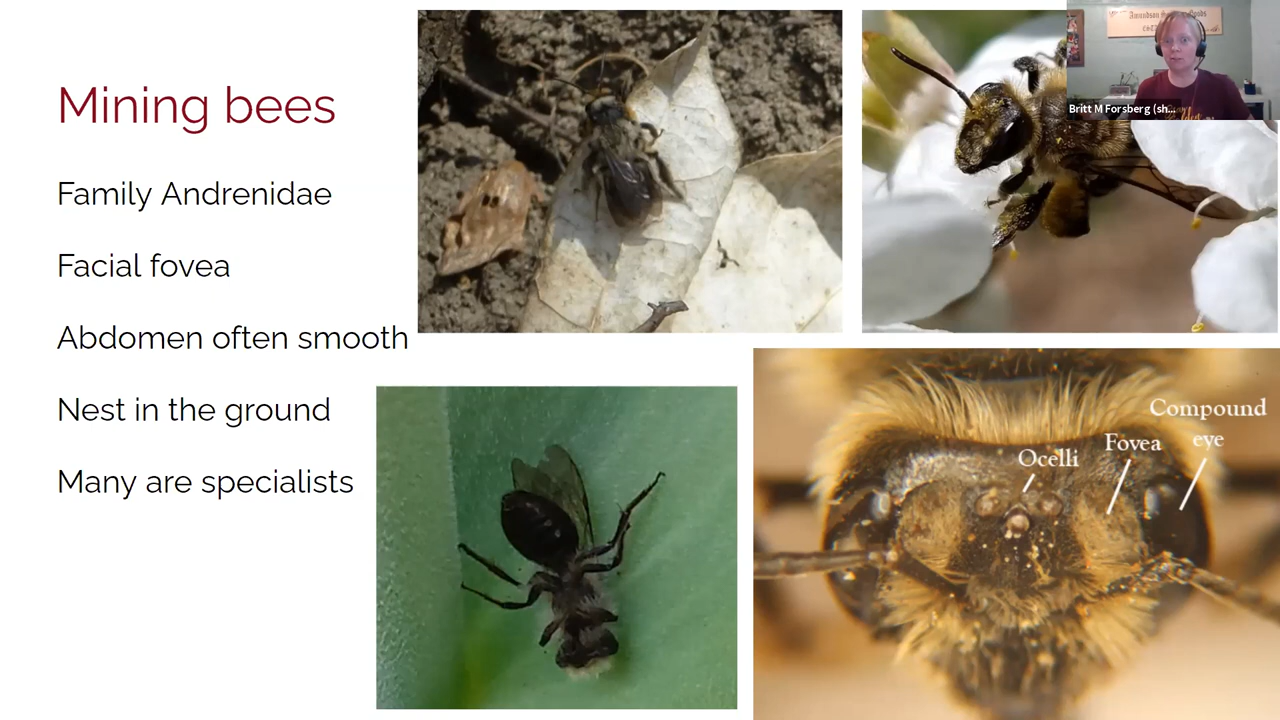 Mining bees
Family Andrenidae
Facial fovea
Abdomen often smooth
Nest in the ground
Many are specialists
Britt M Forsberg (sh...
Ocelli
Fovea
Compound
eye